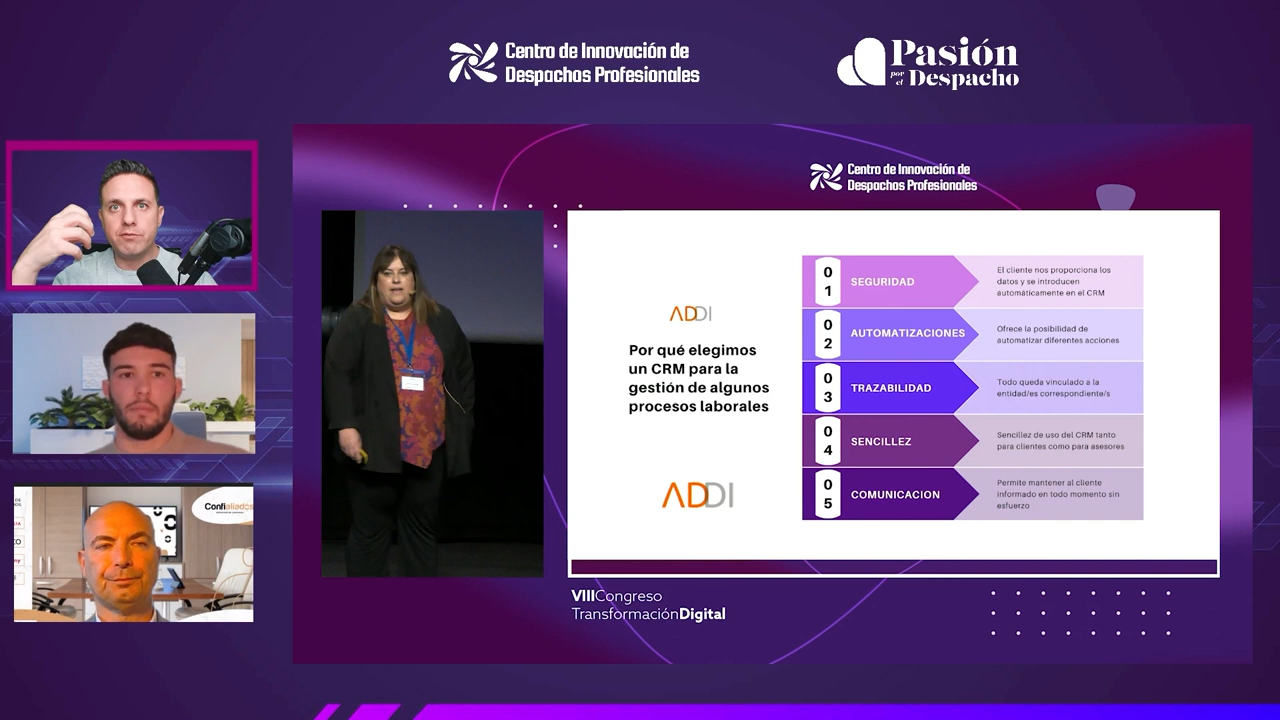 Centro de Innovación de
Despachos Profesionales
Pasión
por el Despacho
Centro de Innovación de
Despachos Profesionales
ADDI
Por qué elegimos
un CRM para la
gestión de algunos
procesos laborales
ADDI
01 SEGURIDAD
El cliente nos proporciona los
datos y se introducen
automáticamente en el CRM
02 AUTOMATIZACIONES
Ofrece la posibilidad de
automatizar diferentes acciones
03 TRAZABILIDAD
Todo queda vinculado a la
entidad/es correspondiente/s
04 SENCILLEZ
Sencillez de uso del CRM tanto
para clientes como para asesores
05 COMUNICACION
Permite mantener al cliente
informado en todo momento sin
esfuerzo
Confialiados
VIIICongreso
TransformaciónDigital